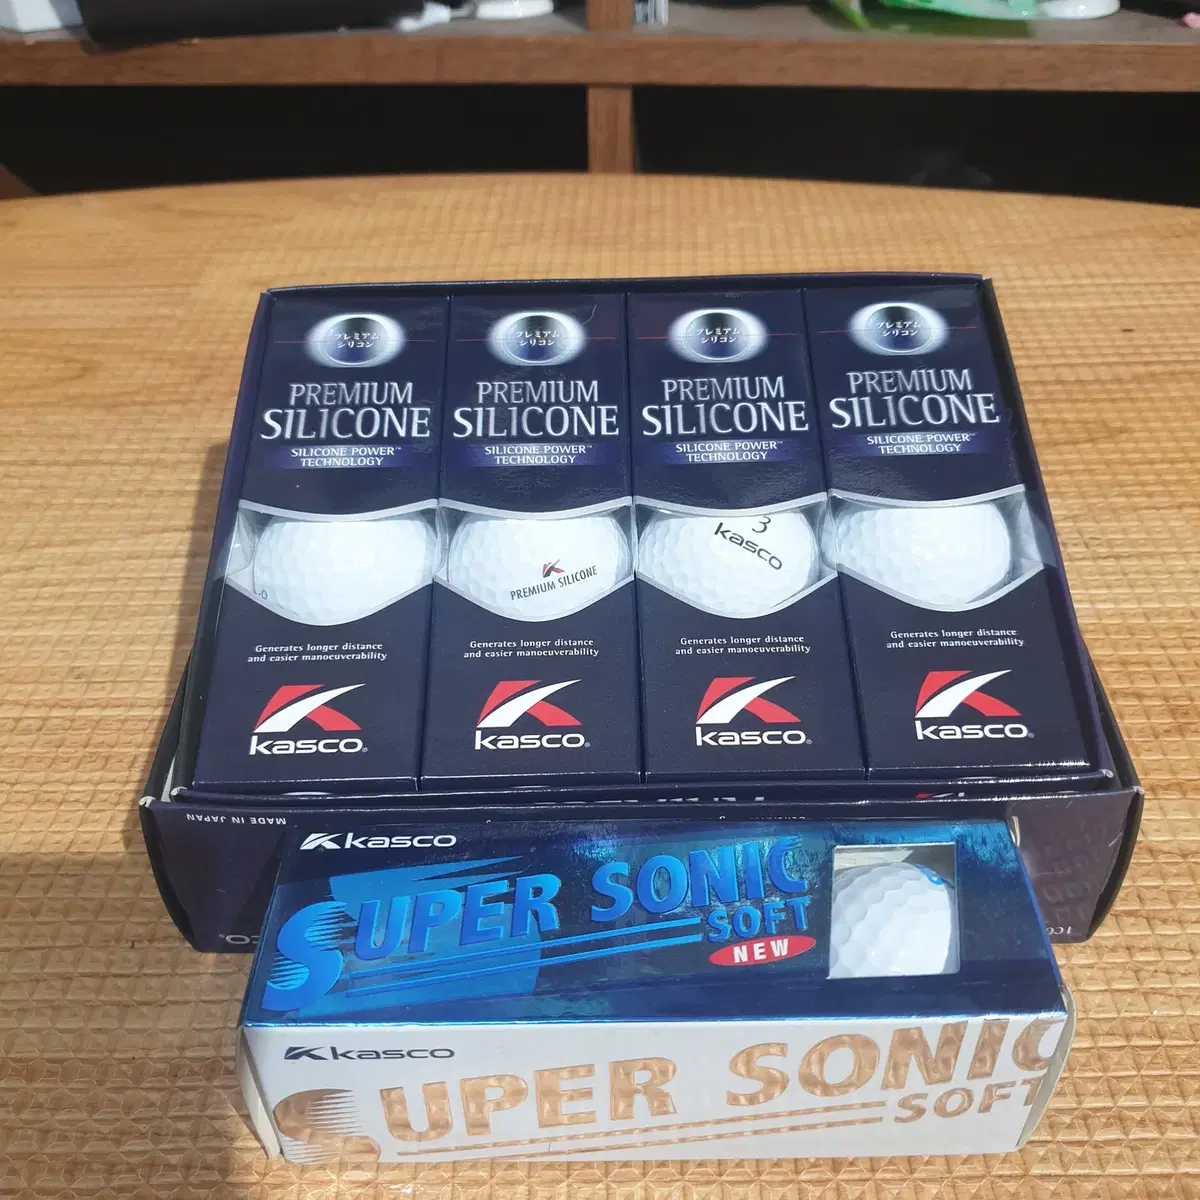 プレミアム
シリコン
PREMIUM
SILICONE
SILICONE POWER™
TECHNOLOGY
Generates longer distance
and easier manoeuverability
kasco®
プレミアム
シリコン
PREMIUM
SILICONE
SILICONE POWER™
TECHNOLOGY
PREMIUM SILICONE
Generates longer distance
and easier manoeuverability
kasco®
プレミアム
シリコン
PREMIUM
SILICONE
SILICONE POWER™
TECHNOLOGY
3
kasco
Generates longer distance
and easier manoeuverability
kasco®
プレミアム
シリコン
PREMIUM
SILICONE
SILICONE POWER™
TECHNOLOGY
Generates longer distance
and easier manoeuverability
kasco®
MADE IN JAPAN
kasco
SUPER SONIC
SOFT
NEW
kasco
SUPER SONIC
SOFT